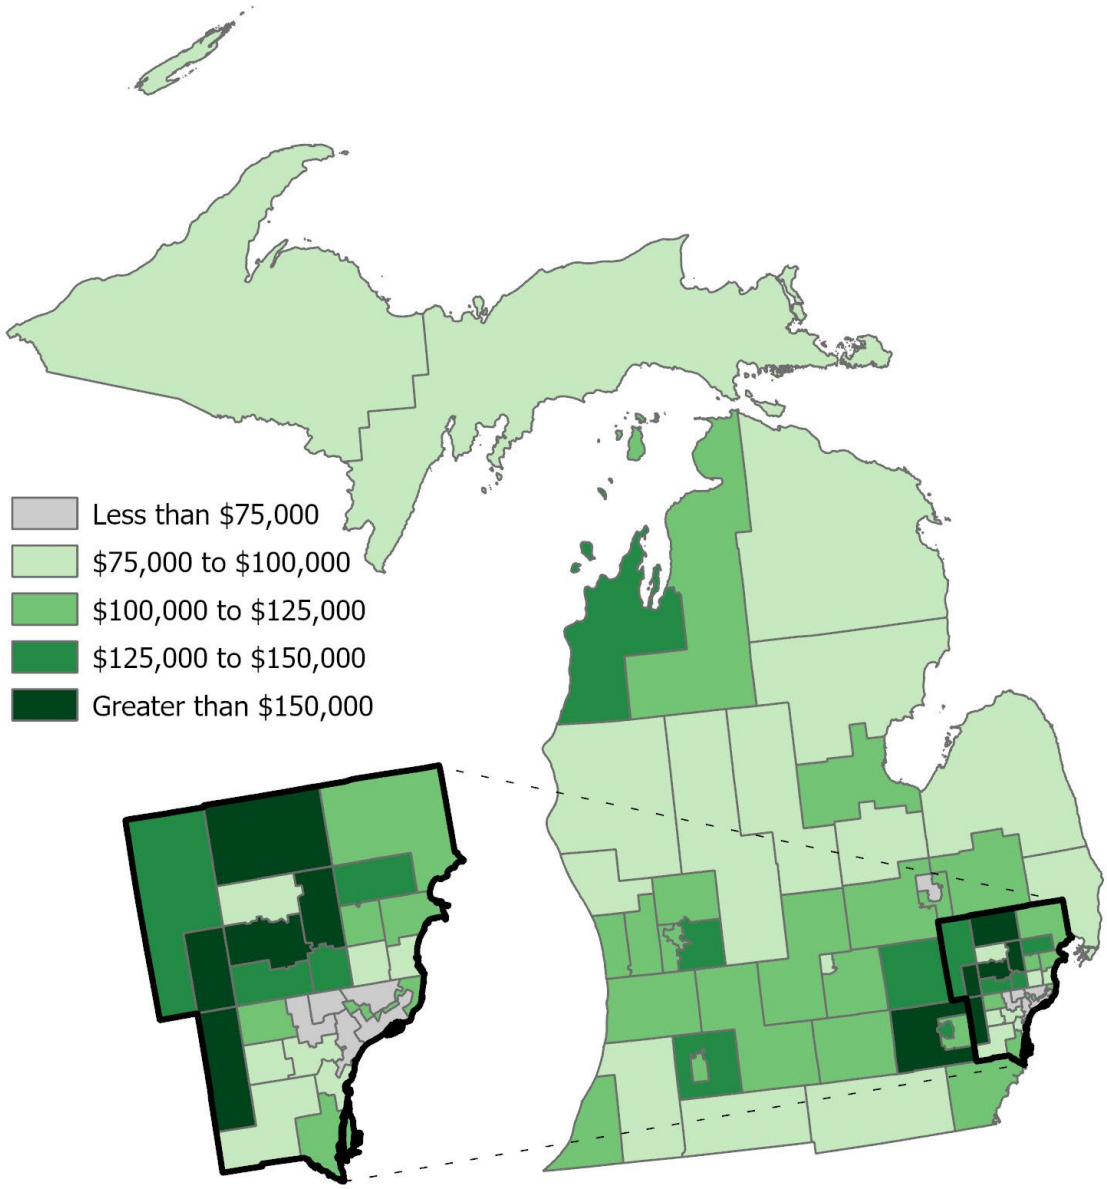 Less than $75,000
$75,000 to $100,000
$100,000 to $125,000
$125,000 to $150,000
Greater than $150,000